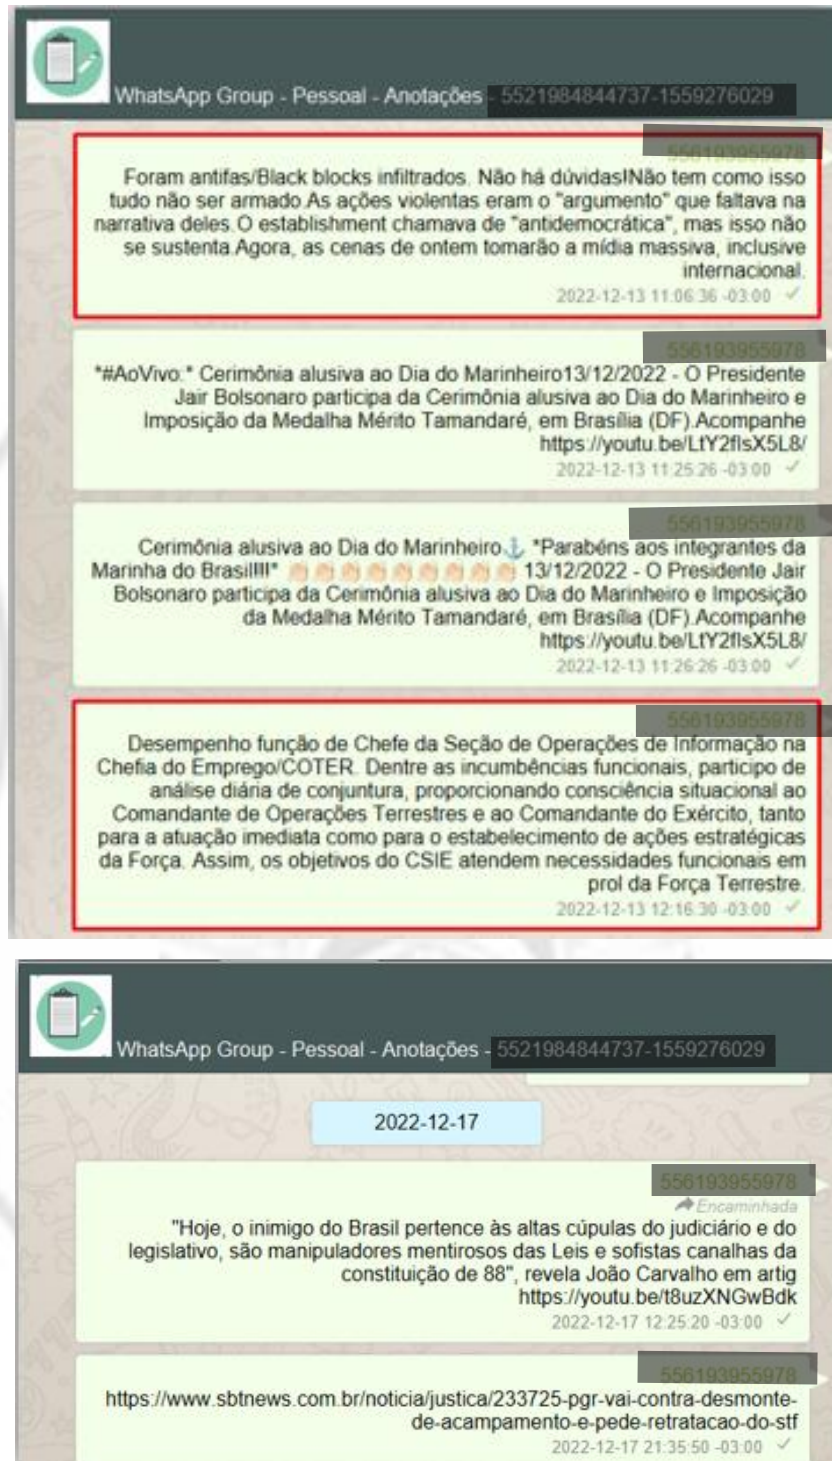 WhatsApp Group - Pessoal - Anotações -
Foram antifas/Black blocks infiltrados. Não há dúvidas!Não tem como isso
tudo não ser armado.As ações violentas eram o "argumento" que faltava na
narrativa deles.O establishment chamava de "antidemocrática", mas isso não
se sustenta.Agora, as cenas de ontem tomarão a mídia massiva, inclusive
internacional.
2022-12-13 11:06:36 -03:00 ✓
*#AoVivo:* Cerimônia alusiva ao Dia do Marinheiro13/12/2022 - O Presidente
Jair Bolsonaro participa da Cerimônia alusiva ao Dia do Marinheiro e
Imposição da Medalha Mérito Tamandaré, em Brasília (DF).Acompanhe
https://youtu.be/LtY2flsX5L8/
2022-12-13 11:25:26 -03:00 ✓
Cerimônia alusiva ao Dia do Marinheiro⚓ *Parabéns aos integrantes da
Marinha do Brasil!!!!* 👏🏻👏🏻👏🏻👏🏻👏🏻👏🏻👏🏻👏🏻👏🏻 13/12/2022 - O Presidente Jair
Bolsonaro participa da Cerimônia alusiva ao Dia do Marinheiro e Imposição
da Medalha Mérito Tamandaré, em Brasília (DF).Acompanhe
https://youtu.be/LtY2flsX5L8/
2022-12-13 11:26:26 -03:00 ✓
Desempenho função de Chefe da Seção de Operações de Informação na
Chefia do Emprego/COTER. Dentre as incumbências funcionais, participo de
análise diária de conjuntura, proporcionando consciência situacional ao
Comandante de Operações Terrestres e ao Comandante do Exército, tanto
para a atuação imediata como para o estabelecimento de ações estratégicas
da Força. Assim, os objetivos do CSIE atendem necessidades funcionais em
prol da Força Terrestre.
2022-12-13 12:16:30 -03:00 ✓
WhatsApp Group - Pessoal - Anotações -
2022-12-17
Encaminhada
"Hoje, o inimigo do Brasil pertence às altas cúpulas do judiciário e do
legislativo, são manipuladores mentirosos das Leis e sofistas canalhas da
constituição de 88", revela João Carvalho em artig
https://youtu.be/t8uzXNGwBdk
2022-12-17 12:25:20 -03:00 ✓
https://www.sbtnews.com.br/noticia/justica/233725-pgr-vai-contra-desmonte-
de-acampamento-e-pede-retratacao-do-stf
2022-12-17 21:35:50 -03:00 ✓